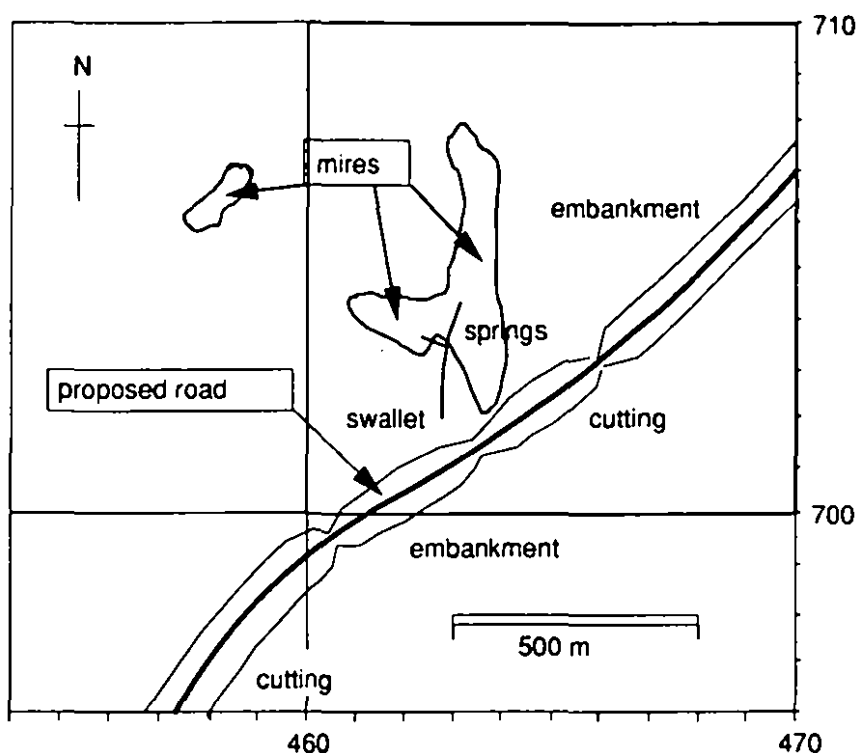 710
N
mires
embankment
springs
proposed road
swallet
cutting
700
embankment
500 m
cutting
460
470